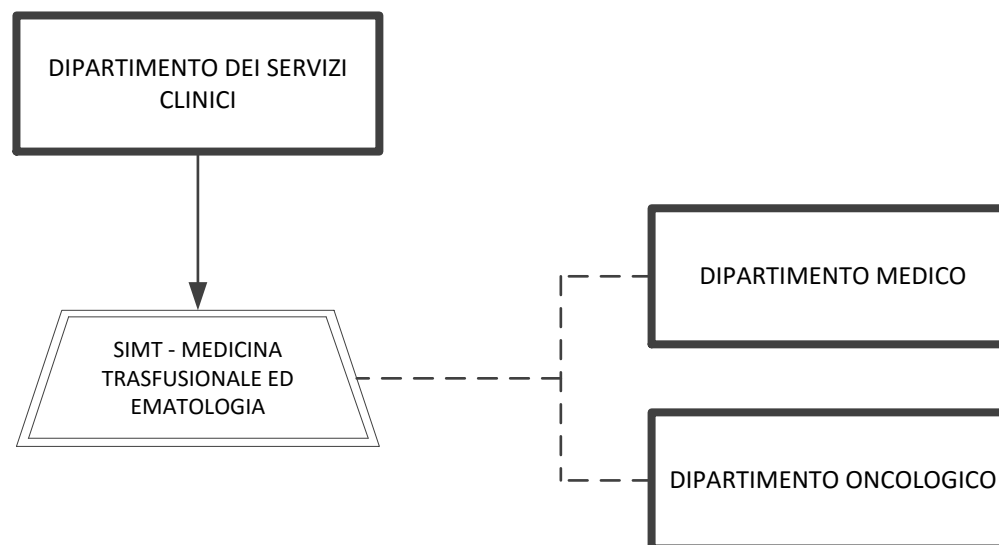 DIPARTIMENTO DEI SERVIZI
CLINICI
DIPARTIMENTO MEDICO
SIMT - MEDICINA
TRASFUSIONALE ED
EMATOLOGIA
DIPARTIMENTO ONCOLOGICO